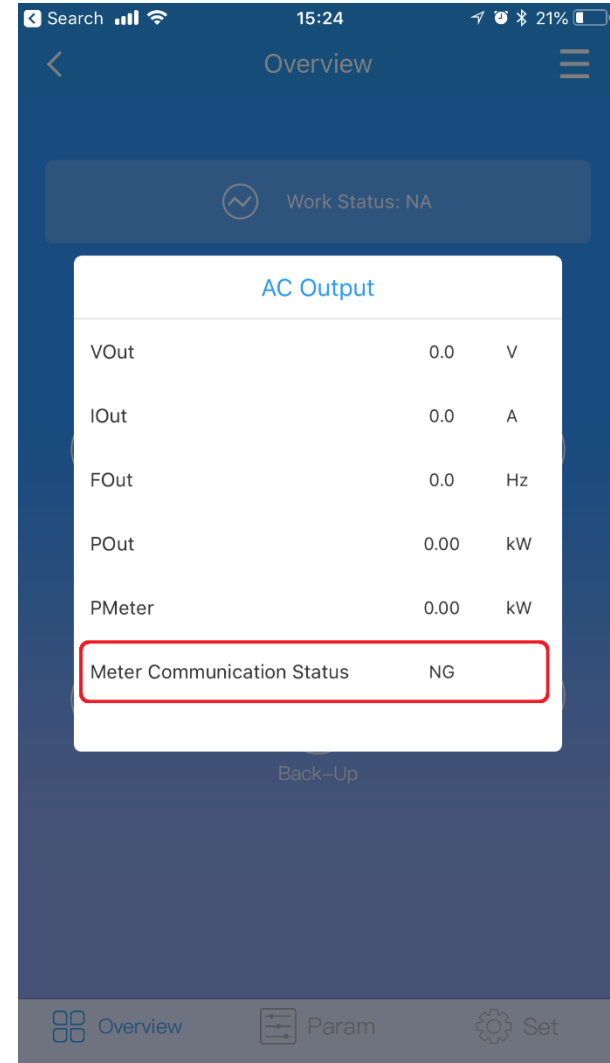 Search 15:24 21%
Overview
Work Status: NA
AC Output
VOut 0.0 V
IOut 0.0 A
FOut 0.0 Hz
POut 0.00 kW
PMeter 0.00 kW
Meter Communication Status NG
Back-Up
Overview Param Set